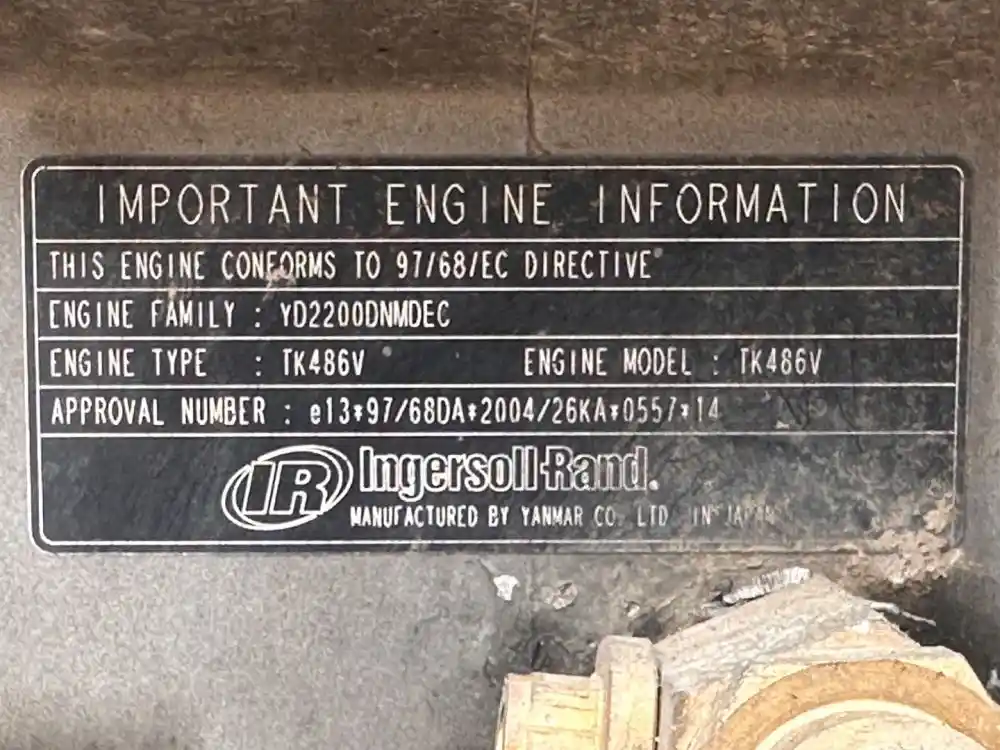 IMPORTANT ENGINE INFORMATION
THIS ENGINE CONFORMS TO 97/68/EC DIRECTIVE
ENGINE FAMILY : YD2200DNMDEC
ENGINE TYPE : TK486V ENGINE MODEL : TK486V
APPROVAL NUMBER : e13*97/68DA*2004/26KA*0557*14
IR Ingersoll-Rand.
MANUFACTURED BY YANMAR CO. LTD IN JAPAN